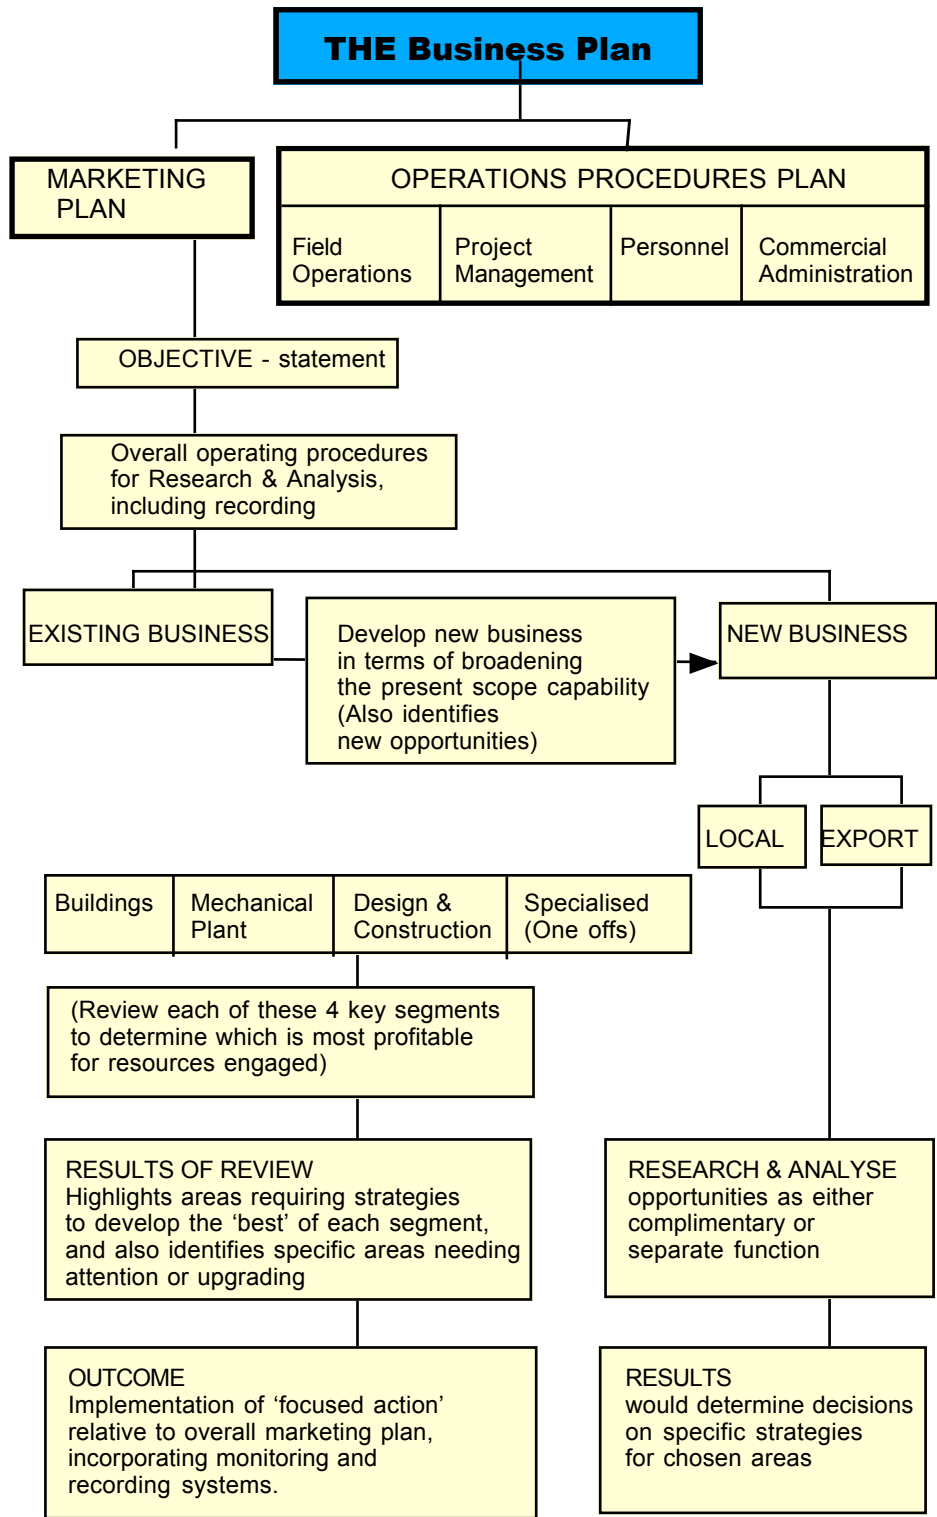 THE Business Plan
MARKETING
PLAN
OPERATIONS PROCEDURES PLAN
Field
Operations
Project
Management
Personnel
Commercial
Administration
OBJECTIVE - statement
Overall operating procedures
for Research & Analysis,
including recording
EXISTING BUSINESS
Develop new business
in terms of broadening
the present scope capability
(Also identifies
new opportunities)
NEW BUSINESS
LOCAL
EXPORT
Buildings
Mechanical
Plant
Design &
Construction
Specialised
(One offs)
(Review each of these 4 key segments
to determine which is most profitable
for resources engaged)
RESULTS OF REVIEW
Highlights areas requiring strategies
to develop the ‘best’ of each segment,
and also identifies specific areas needing
attention or upgrading
RESEARCH & ANALYSE
opportunities as either
complimentary or
separate function
OUTCOME
Implementation of ‘focused action’
relative to overall marketing plan,
incorporating monitoring and
recording systems.
RESULTS
would determine decisions
on specific strategies
for chosen areas